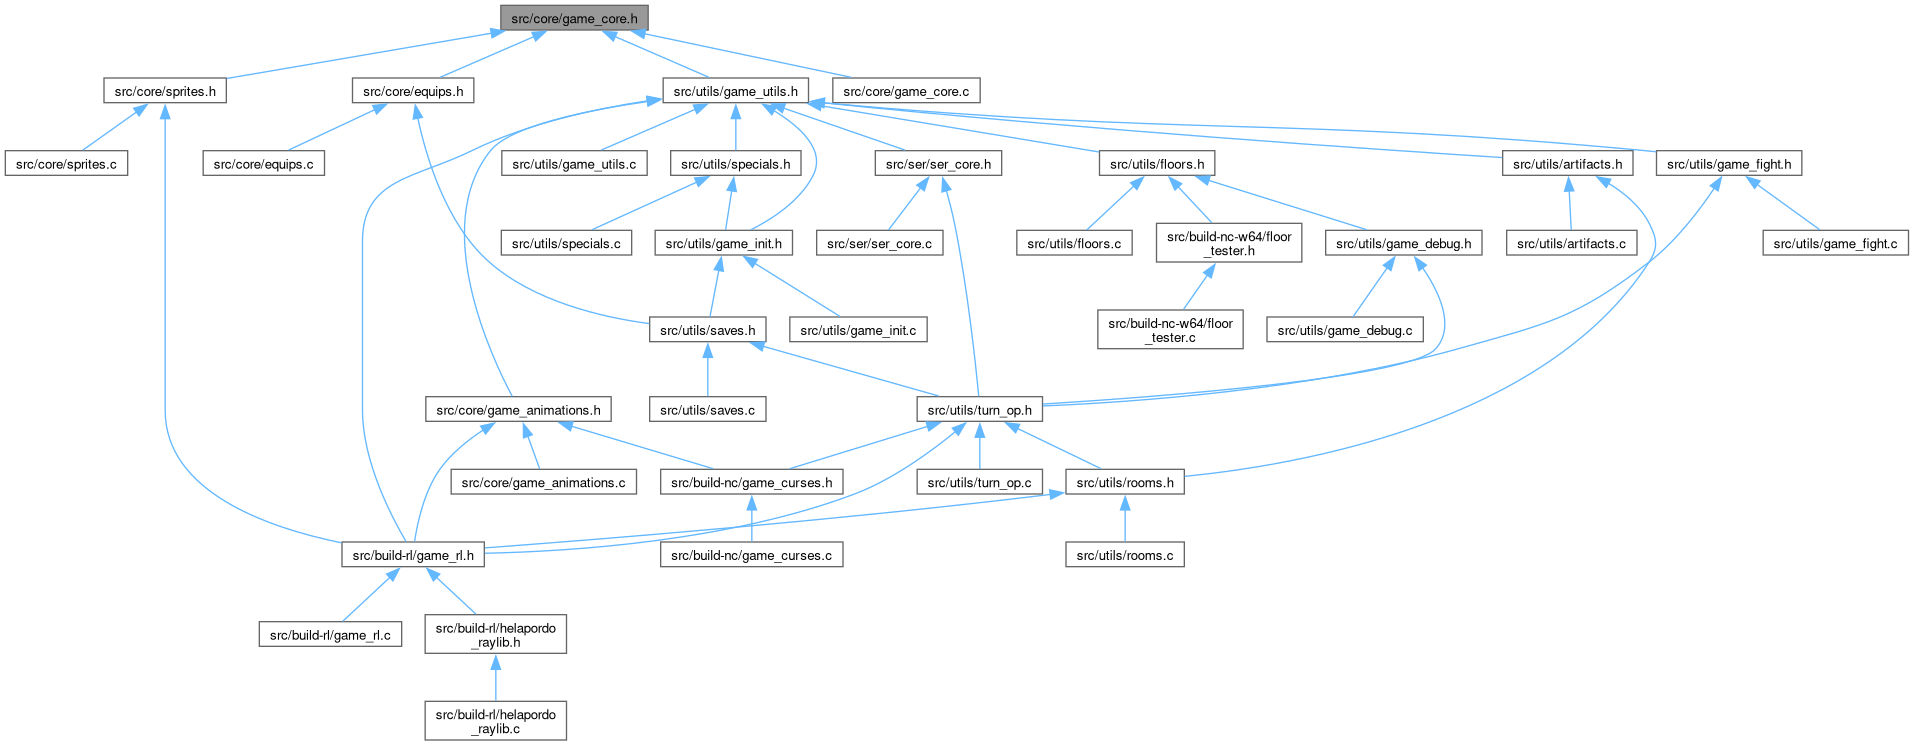 src/core/game_core.h
src/core/sprites.h
src/core/equips.h
src/utils/game_utils.h
src/core/game_core.c
src/core/sprites.c
src/core/equips.c
src/utils/game_utils.c
src/utils/specials.h
src/ser/ser_core.h
src/utils/floors.h
src/utils/artifacts.h
src/utils/game_fight.h
src/utils/specials.c
src/utils/game_init.h
src/ser/ser_core.c
src/utils/floors.c
src/build-nc-w64/floor
_tester.h
src/utils/game_debug.h
src/utils/artifacts.c
src/utils/game_fight.c
src/utils/saves.h
src/utils/game_init.c
src/build-nc-w64/floor
_tester.c
src/utils/game_debug.c
src/core/game_animations.h
src/utils/saves.c
src/utils/turn_op.h
src/core/game_animations.c
src/build-nc/game_curses.h
src/utils/turn_op.c
src/utils/rooms.h
src/build-rl/game_rl.h
src/build-nc/game_curses.c
src/utils/rooms.c
src/build-rl/game_rl.c
src/build-rl/helapordo
_raylib.h
src/build-rl/helapordo
_raylib.c